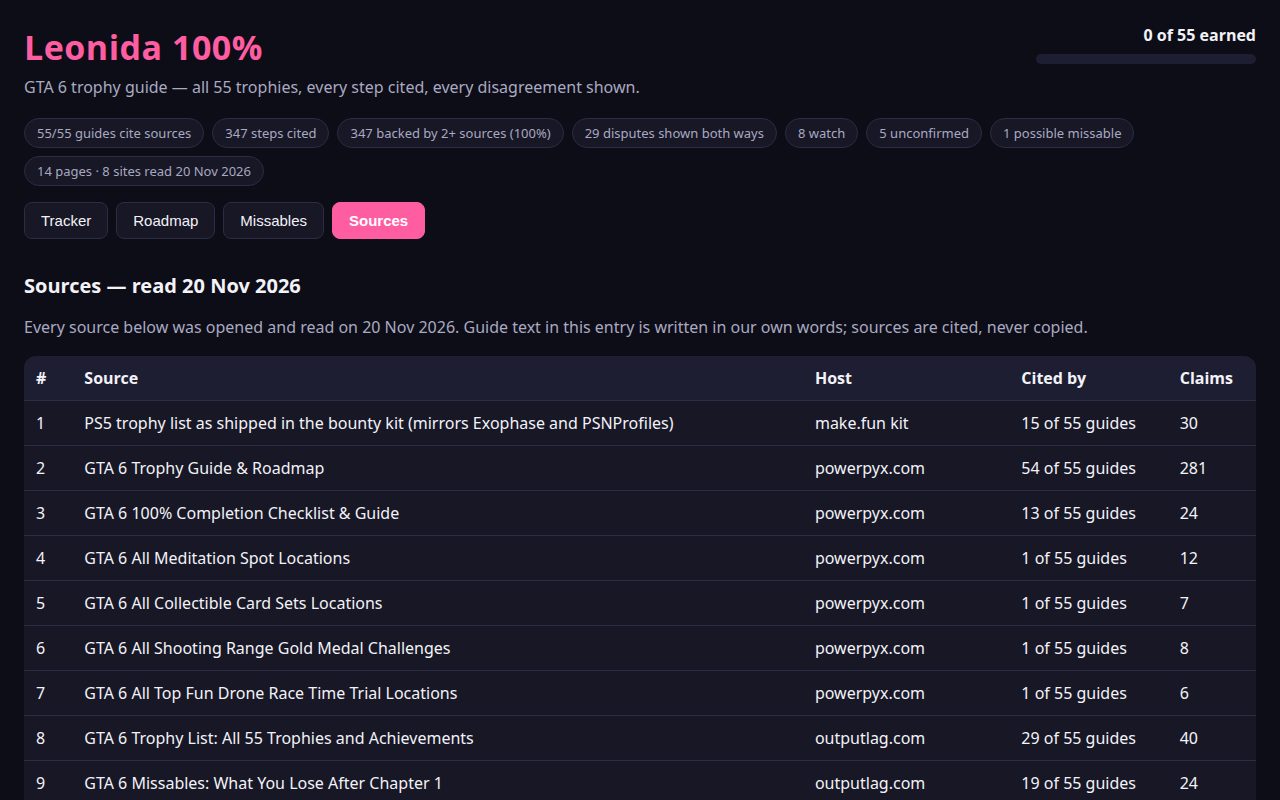 Leonida 100%
0 of 55 earned
GTA 6 trophy guide — all 55 trophies, every step cited, every disagreement shown.
55/55 guides cite sources
347 steps cited
347 backed by 2+ sources (100%)
29 disputes shown both ways
8 watch
5 unconfirmed
1 possible missable
14 pages · 8 sites read 20 Nov 2026
Tracker
Roadmap
Missables
Sources
Sources — read 20 Nov 2026
Every source below was opened and read on 20 Nov 2026. Guide text in this entry is written in our own words; sources are cited, never copied.
# Source Host Cited by Claims
1 PS5 trophy list as shipped in the bounty kit (mirrors Exophase and PSNProfiles) make.fun kit 15 of 55 guides 30
2 GTA 6 Trophy Guide & Roadmap powerpyx.com 54 of 55 guides 281
3 GTA 6 100% Completion Checklist & Guide powerpyx.com 13 of 55 guides 24
4 GTA 6 All Meditation Spot Locations powerpyx.com 1 of 55 guides 12
5 GTA 6 All Collectible Card Sets Locations powerpyx.com 1 of 55 guides 7
6 GTA 6 All Shooting Range Gold Medal Challenges powerpyx.com 1 of 55 guides 8
7 GTA 6 All Top Fun Drone Race Time Trial Locations powerpyx.com 1 of 55 guides 6
8 GTA 6 Trophy List: All 55 Trophies and Achievements outputlag.com 29 of 55 guides 40
9 GTA 6 Missables: What You Lose After Chapter 1 outputlag.com 19 of 55 guides 24